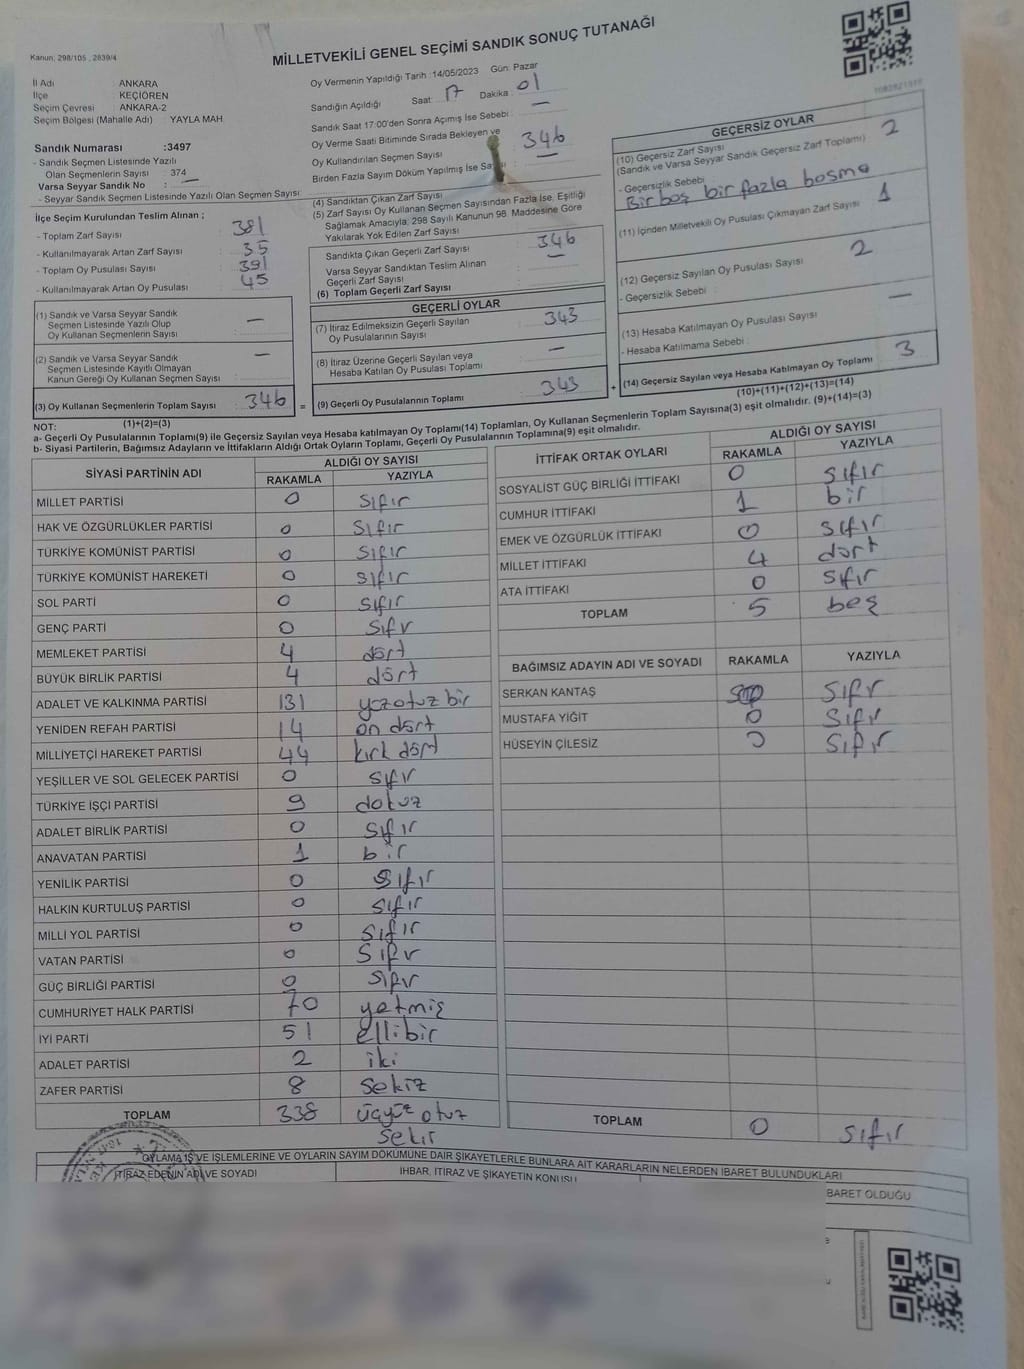 MİLLETVEKİLİ GENEL SEÇİMİ SANDIK SONUÇ TUTANAĞI
Kanun; 298/105 , 2839/4
İl Adı : ANKARA
İlçe : KEÇİÖREN
Seçim Çevresi : ANKARA-2
Seçim Bölgesi (Mahalle Adı) : YAYLA MAH.
Sandık Numarası :3497
- Sandık Seçmen Listesinde Yazılı
Olan Seçmenlerin Sayısı : 374
Varsa Seyyar Sandık No : —
- Seyyar Sandık Seçmen Listesinde Yazılı Olan Seçmen Sayısı :
İlçe Seçim Kurulundan Teslim Alınan ;
- Toplam Zarf Sayısı : 381
- Kullanılmayarak Artan Zarf Sayısı : 35
- Toplam Oy Pusulası Sayısı : 391
- Kullanılmayarak Artan Oy Pusulası : 45
(1) Sandık ve Varsa Seyyar Sandık
Seçmen Listesinde Yazılı Olup
Oy Kullanan Seçmenlerin Sayısı : —
(2) Sandık ve Varsa Seyyar Sandık
Seçmen Listesinde Kayıtlı Olmayan
Kanun Gereği Oy Kullanan Seçmen Sayısı : —
(3) Oy Kullanan Seçmenlerin Toplam Sayısı : 346 =
Oy Vermenin Yapıldığı Tarih :14/05/2023 Gün: Pazar
Sandığın Açıldığı Saat : 17 Dakika : 01
Sandık Saat 17:00'den Sonra Açımış İse Sebebi : —
Oy Verme Saati Bitiminde Sırada Bekleyen ve
Oy Kullandırılan Seçmen Sayısı : 346
Birden Fazla Sayım Döküm Yapılmış İse Sayısı : —
(4) Sandıktan Çıkan Zarf Sayısı
(5) Zarf Sayısı Oy Kullanan Seçmen Sayısından Fazla İse, Eşitliği
Sağlamak Amacıyla; 298 Sayılı Kanunun 98. Maddesine Göre
Yakılarak Yok Edilen Zarf Sayısı :
Sandıkta Çıkan Geçerli Zarf Sayısı : 346
Varsa Seyyar Sandıktan Teslim Alınan
Geçerli Zarf Sayısı : —
(6) Toplam Geçerli Zarf Sayısı :
GEÇERLİ OYLAR
(7) İtiraz Edilmeksizin Geçerli Sayılan
Oy Pusulalarının Sayısı : 343
(8) İtiraz Üzerine Geçerli Sayılan veya
Hesaba Katılan Oy Pusulası Toplamı : —
(9) Geçerli Oy Pusulalarının Toplamı : 343 +
GEÇERSİZ OYLAR
(10) Geçersiz Zarf Sayısı
(Sandık ve Varsa Seyyar Sandık Geçersiz Zarf Toplamı) : 2
- Geçersizlik Sebebi :
Bir boş bir fazla basma
(11) İçinden Milletvekili Oy Pusulası Çıkmayan Zarf Sayısı : 1
(12) Geçersiz Sayılan Oy Pusulası Sayısı : 2
- Geçersizlik Sebebi :
(13) Hesaba Katılmayan Oy Pusulası Sayısı : —
- Hesaba Katılmama Sebebi :
(14) Geçersiz Sayılan veya Hesaba Katılmayan Oy Toplamı : 3
NOT: (1)+(2)=(3) (10)+(11)+(12)+(13)=(14)
a- Geçerli Oy Pusulalarının Toplamı(9) ile Geçersiz Sayılan veya Hesaba katılmayan Oy Toplamı(14) Toplamları, Oy Kullanan Seçmenlerin Toplam Sayısına(3) eşit olmalıdır. (9)+(14)=(3)
b- Siyasi Partilerin, Bağımsız Adayların ve İttifakların Aldığı Ortak Oyların Toplamı, Geçerli Oy Pusulalarının Toplamına(9) eşit olmalıdır.
SİYASİ PARTİNİN ADI ALDIĞI OY SAYISI
RAKAMLA YAZIYLA
MİLLET PARTİSİ 0 sıfır
HAK VE ÖZGÜRLÜKLER PARTİSİ 0 sıfır
TÜRKİYE KOMÜNİST PARTİSİ 0 sıfır
TÜRKİYE KOMÜNİST HAREKETİ 0 sıfır
SOL PARTİ 0 sıfır
GENÇ PARTİ 0 sıfır
MEMLEKET PARTİSİ 4 dört
BÜYÜK BİRLİK PARTİSİ 4 dört
ADALET VE KALKINMA PARTİSİ 131 yüzotuz bir
YENİDEN REFAH PARTİSİ 14 on dört
MİLLİYETÇİ HAREKET PARTİSİ 44 kırk dört
YEŞİLLER VE SOL GELECEK PARTİSİ 0 sıfır
TÜRKİYE İŞÇİ PARTİSİ 9 dokuz
ADALET BİRLİK PARTİSİ 0 sıfır
ANAVATAN PARTİSİ 1 bir
YENİLİK PARTİSİ 0 sıfır
HALKIN KURTULUŞ PARTİSİ 0 sıfır
MİLLİ YOL PARTİSİ 0 sıfır
VATAN PARTİSİ 0 sıfır
GÜÇ BİRLİĞİ PARTİSİ 0 sıfır
CUMHURİYET HALK PARTİSİ 70 yetmiş
İYİ PARTİ 51 ellibir
ADALET PARTİSİ 2 iki
ZAFER PARTİSİ 8 sekiz
TOPLAM 338 üçyüz otuz
sekiz
İTTİFAK ORTAK OYLARI ALDIĞI OY SAYISI
RAKAMLA YAZIYLA
SOSYALİST GÜÇ BİRLİĞİ İTTİFAKI 0 sıfır
CUMHUR İTTİFAKI 1 bir
EMEK VE ÖZGÜRLÜK İTTİFAKI 0 sıfır
MİLLET İTTİFAKI 4 dört
ATA İTTİFAKI 0 sıfır
TOPLAM 5 beş
BAĞIMSIZ ADAYIN ADI VE SOYADI RAKAMLA YAZIYLA
SERKAN KANTAŞ sıfır
MUSTAFA YİĞİT 0 sıfır
HÜSEYİN ÇİLESİZ 0 sıfır
TOPLAM 0 sıfır
OYLAMA İŞ VE İŞLEMLERİNE VE OYLARIN SAYIM DÖKÜMÜNE DAİR ŞİKAYETLERLE BUNLARA AİT KARARLARIN NELERDEN İBARET BULUNDUKLARI
İTİRAZ EDENİN ADI VE SOYADI İHBAR, İTİRAZ VE ŞİKAYETİN KONUSU BARET OLDUĞU